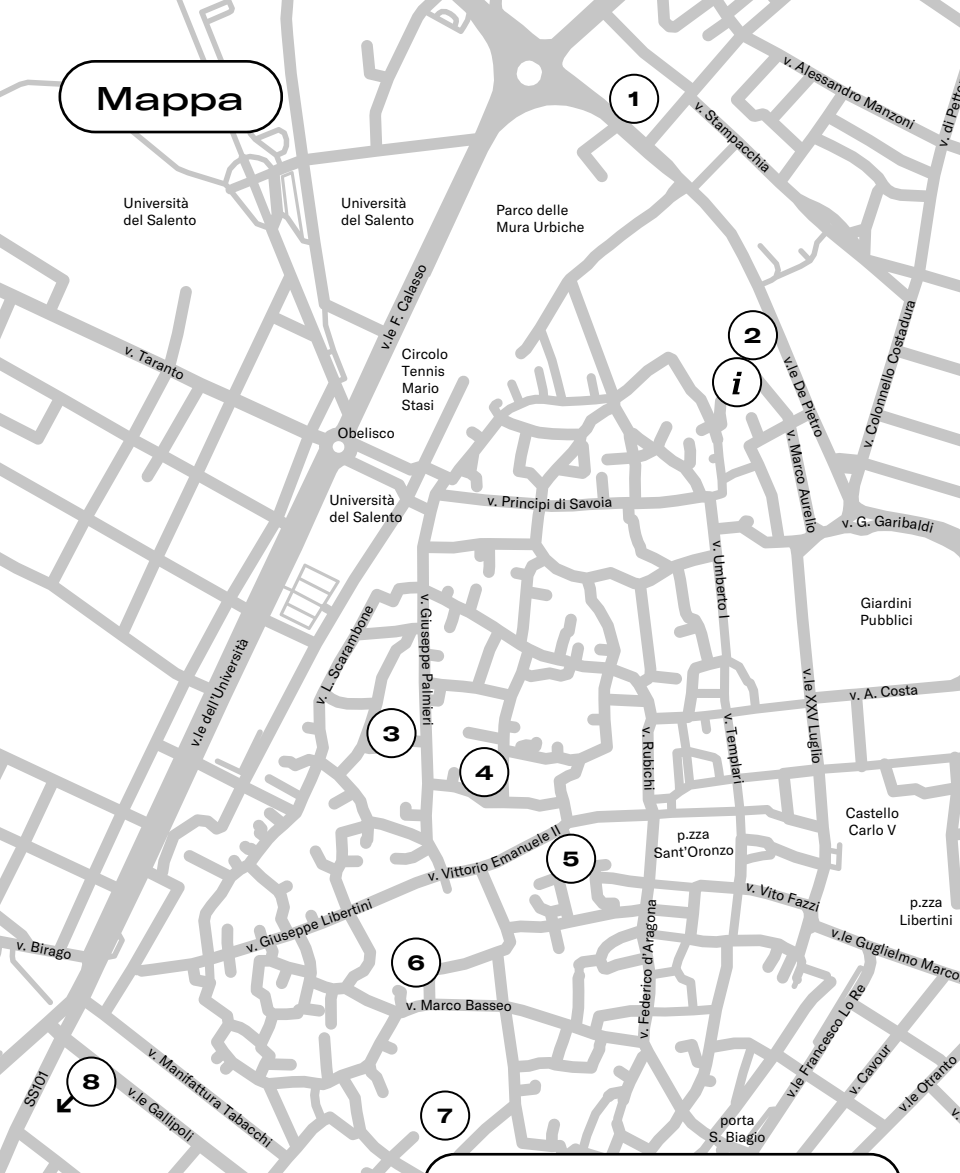 Mappa
1
v. Alessandro Manzoni
v. Stampacchia
Università
del Salento
Università
del Salento
Parco delle
Mura Urbiche
v.le F. Calasso
v. Taranto
Circolo
Tennis
Mario
Stasi
2
i
v.le De Pietro
v. Colonnello Costadura
Obelisco
v. Marco Aurelio
Università
del Salento
v. Principi di Savoia
v. G. Garibaldi
v. Umberto I
Giardini
Pubblici
v. L. Scarambone
v. Giuseppe Palmieri
v.le dell'Università
v.le XXV Luglio
v. A. Costa
3
v. Rubichi
v. Templari
4
Castello
Carlo V
p.zza
Sant'Oronzo
v. Vittorio Emanuele II
5
v. Vito Fazzi
p.zza
Libertini
v. Giuseppe Libertini
v. Federico d'Aragona
v. Birago
v.le Guglielmo Marco
6
v. Marco Basseo
v.le Francesco Lo Re
v. Manifattura Tabacchi
v. Cavour
v.le Otranto
SS101
8
v.le Gallipoli
7
porta
S. Biagio